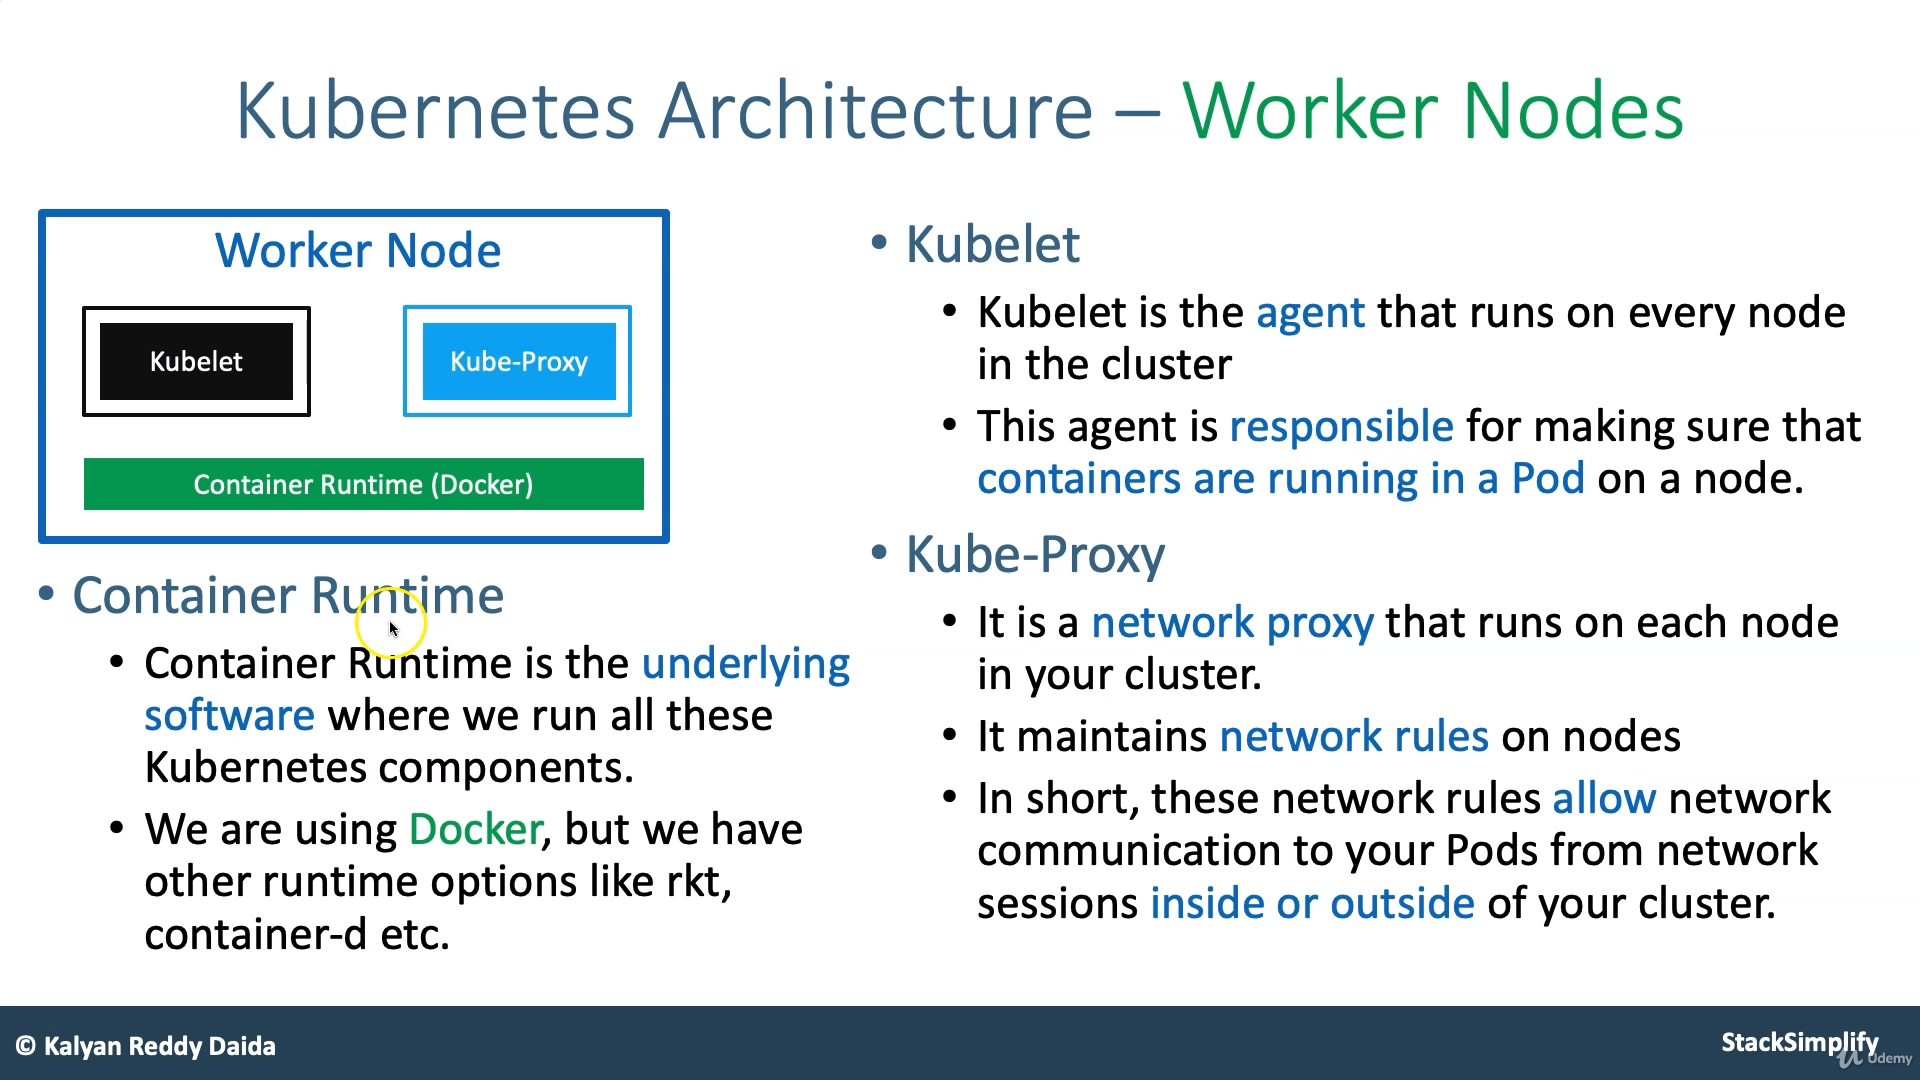 Kubernetes Architecture – Worker Nodes
Worker Node
Kubelet
Kube-Proxy
Container Runtime (Docker)
• Container Runtime
• Container Runtime is the underlying
software where we run all these
Kubernetes components.
• We are using Docker, but we have
other runtime options like rkt,
container-d etc.
• Kubelet
• Kubelet is the agent that runs on every node
in the cluster
• This agent is responsible for making sure that
containers are running in a Pod on a node.
• Kube-Proxy
• It is a network proxy that runs on each node
in your cluster.
• It maintains network rules on nodes
• In short, these network rules allow network
communication to your Pods from network
sessions inside or outside of your cluster.
© Kalyan Reddy Daida
StackSimplify
Udemy